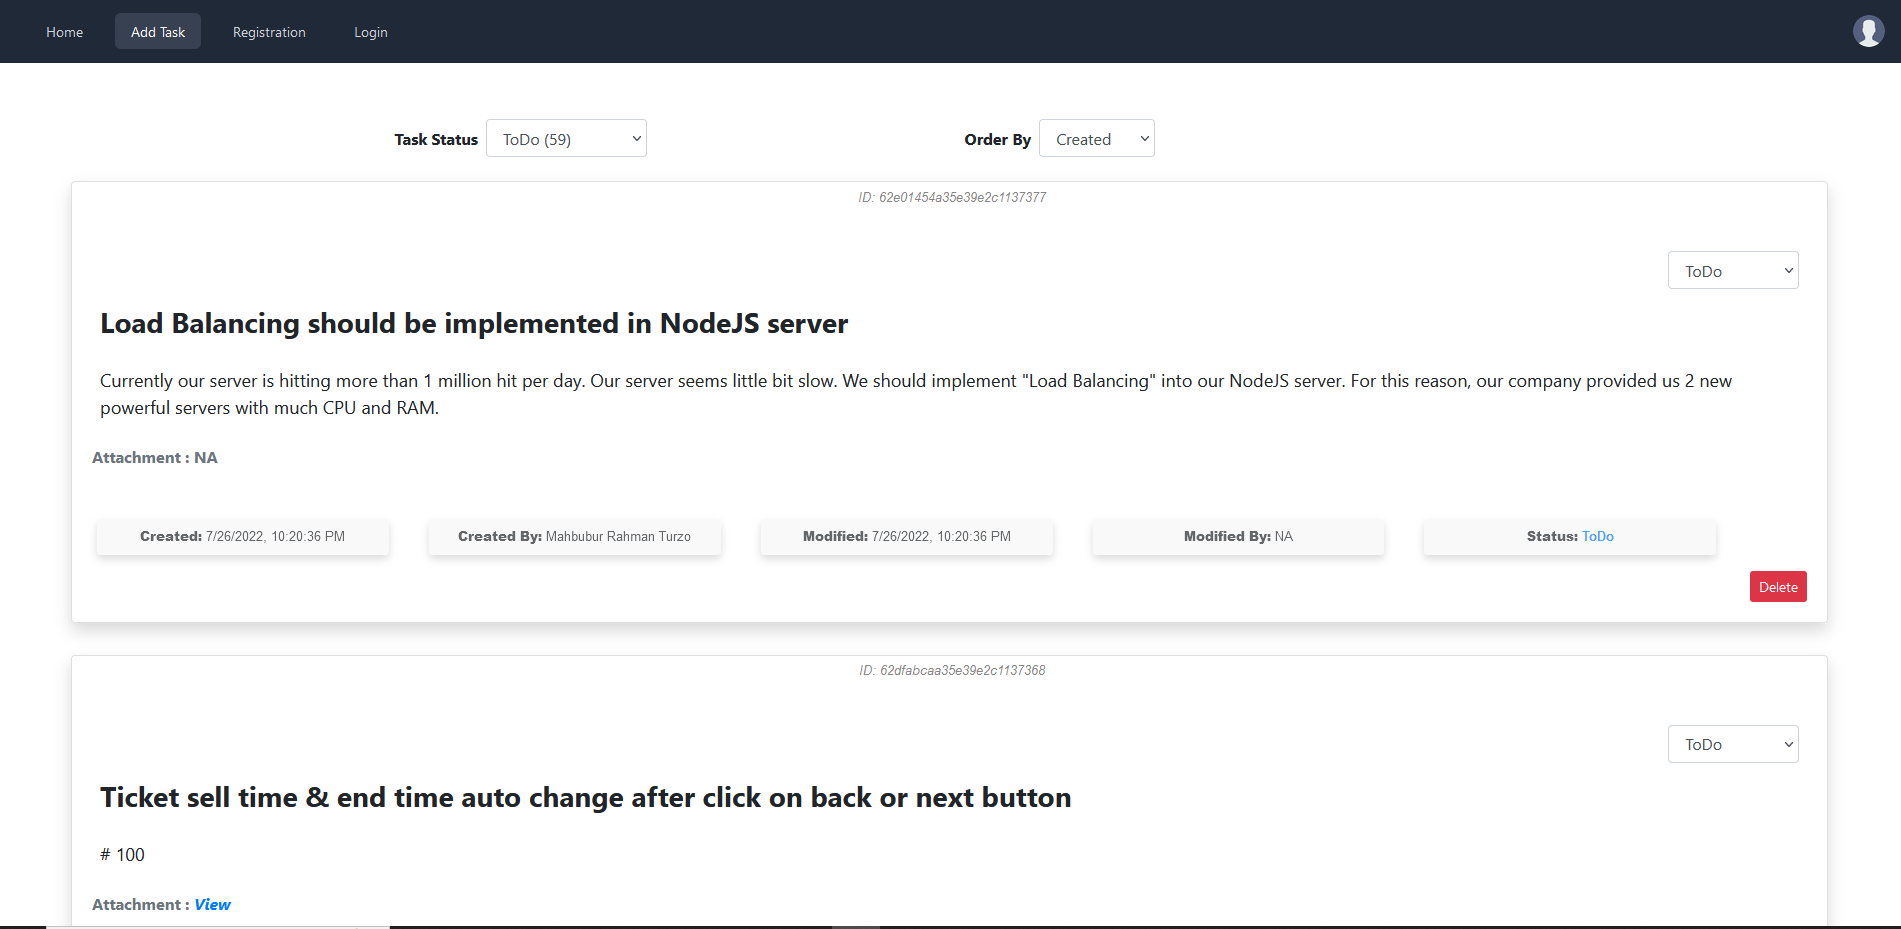 Home Add Task Registration Login
Task Status ToDo (59) Order By Created
ID: 62e01454a35e39e2c1137377
ToDo
Load Balancing should be implemented in NodeJS server
Currently our server is hitting more than 1 million hit per day. Our server seems little bit slow. We should implement "Load Balancing" into our NodeJS server. For this reason, our company provided us 2 new
powerful servers with much CPU and RAM.
Attachment : NA
Created: 7/26/2022, 10:20:36 PM Created By: Mahbubur Rahman Turzo Modified: 7/26/2022, 10:20:36 PM Modified By: NA Status: ToDo
Delete
ID: 62dfabcaa35e39e2c1137368
ToDo
Ticket sell time & end time auto change after click on back or next button
# 100
Attachment : View